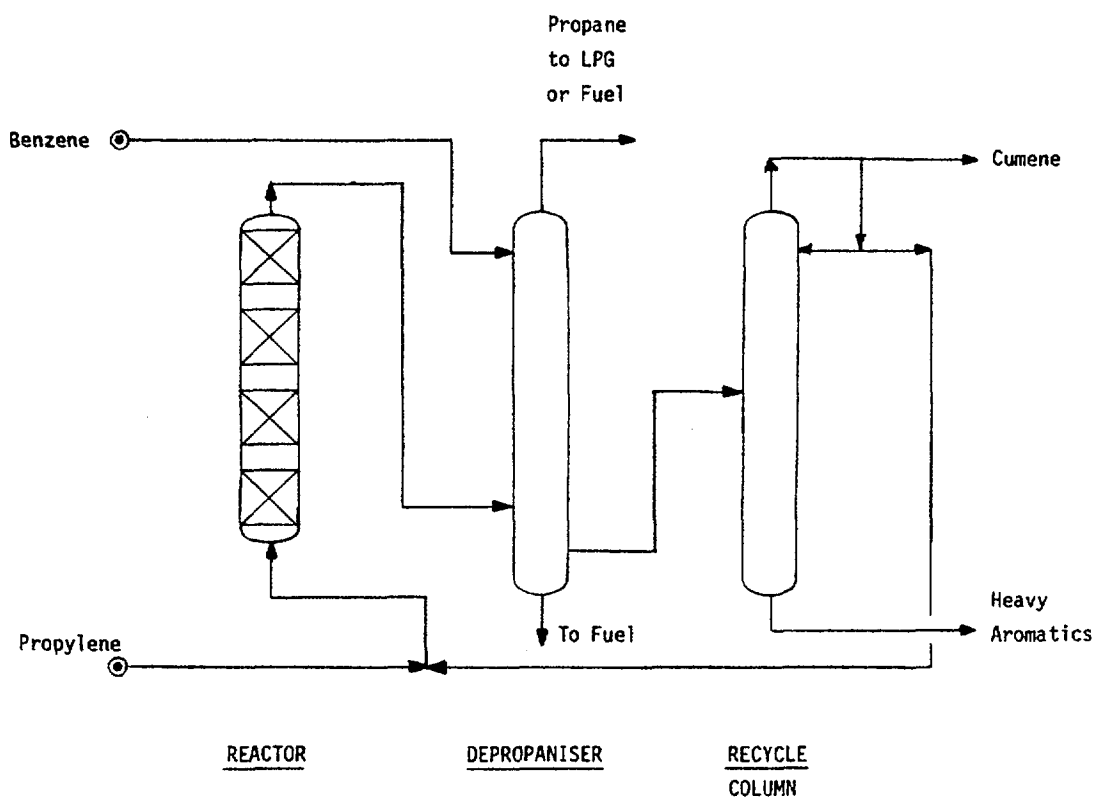 Propane
to LPG
or Fuel
Benzene
Cumene
To Fuel
Heavy
Aromatics
Propylene
REACTOR
DEPROPANISER
RECYCLE
COLUMN